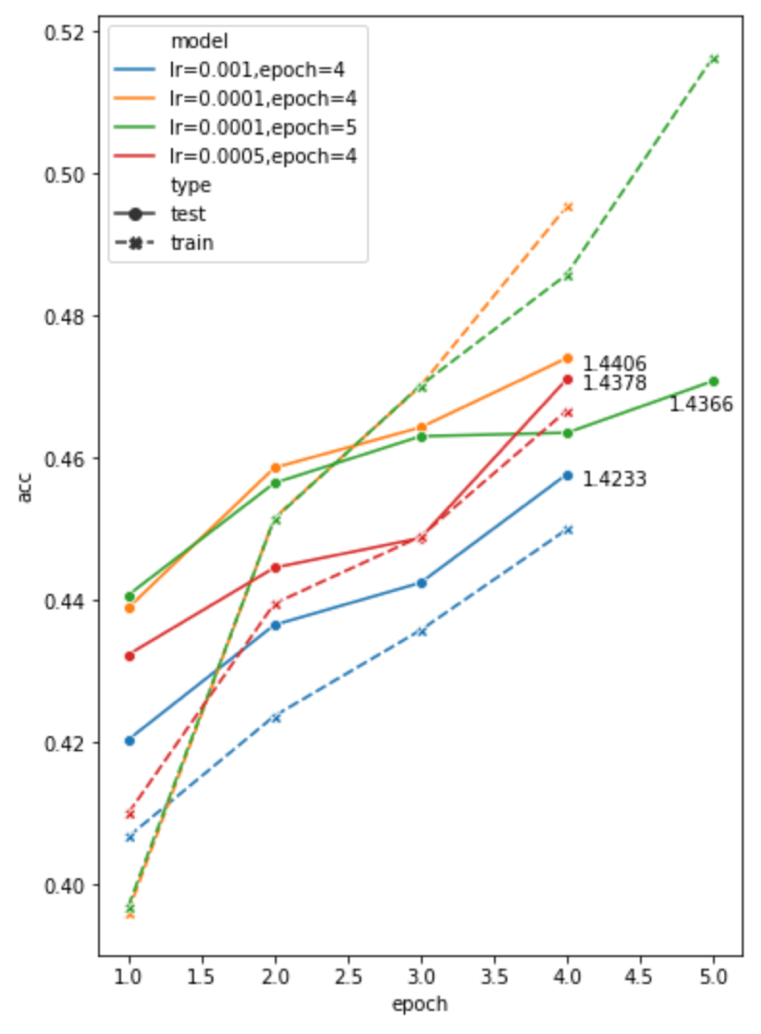 0.52
0.50
0.48
0.46
0.44
0.42
0.40
acc
model
lr=0.001,epoch=4
lr=0.0001,epoch=4
lr=0.0001,epoch=5
lr=0.0005,epoch=4
type
test
train
1.4406
1.4378
1.4366
1.4233
1.0 1.5 2.0 2.5 3.0 3.5 4.0 4.5 5.0
epoch